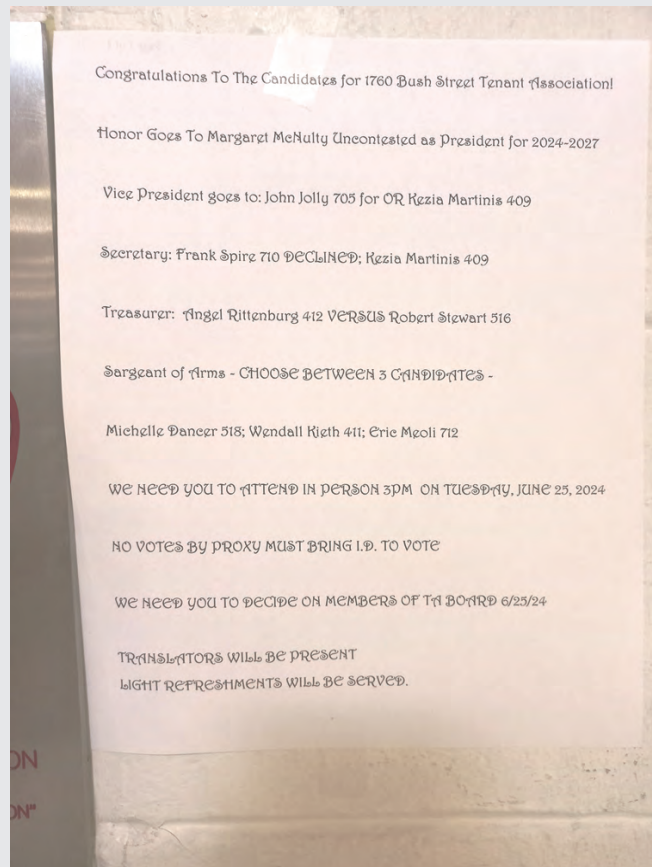 Congratulations To The Candidates for 1760 Bush Street Tenant Association!
Honor Goes To Margaret McNulty Uncontested as President for 2024-2027
Vice President goes to: John Jolly 705 for OR Kezia Martinis 409
Secretary: Frank Spire 710 DECLINED; Kezia Martinis 409
Treasurer: Angel Rittenburg 412 VERSUS Robert Stewart 516
Sargeant of Arms - CHOOSE BETWEEN 3 CANDIDATES -
Michelle Dancer 518; Wendall Kieth 411; Eric Meoli 712
WE NEED YOU TO ATTEND IN PERSON 3PM ON TUESDAY, JUNE 25, 2024
NO VOTES BY PROXY MUST BRING I.D. TO VOTE
WE NEED YOU TO DECIDE ON MEMBERS OF TA BOARD 6/25/24
TRANSLATORS WILL BE PRESENT
LIGHT REFRESHMENTS WILL BE SERVED.
ON
ON"